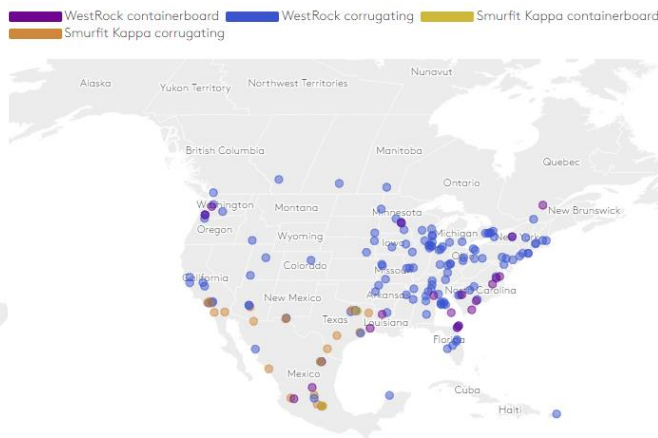 WestRock containerboard WestRock corrugating Smurfit Kappa containerboard
Smurfit Kappa corrugating
Nunavut
Alaska Northwest Territories
Yukon Territory
British Columbia Manitoba
Quebec
Ontario
Washington Montana Minnesota New Brunswick
Oregon Wyoming Iowa Michigan New York
Colorado
California Missouri
New Mexico Arkansas North Carolina
Texas Louisiana
Florida
Mexico
Cuba
Haiti